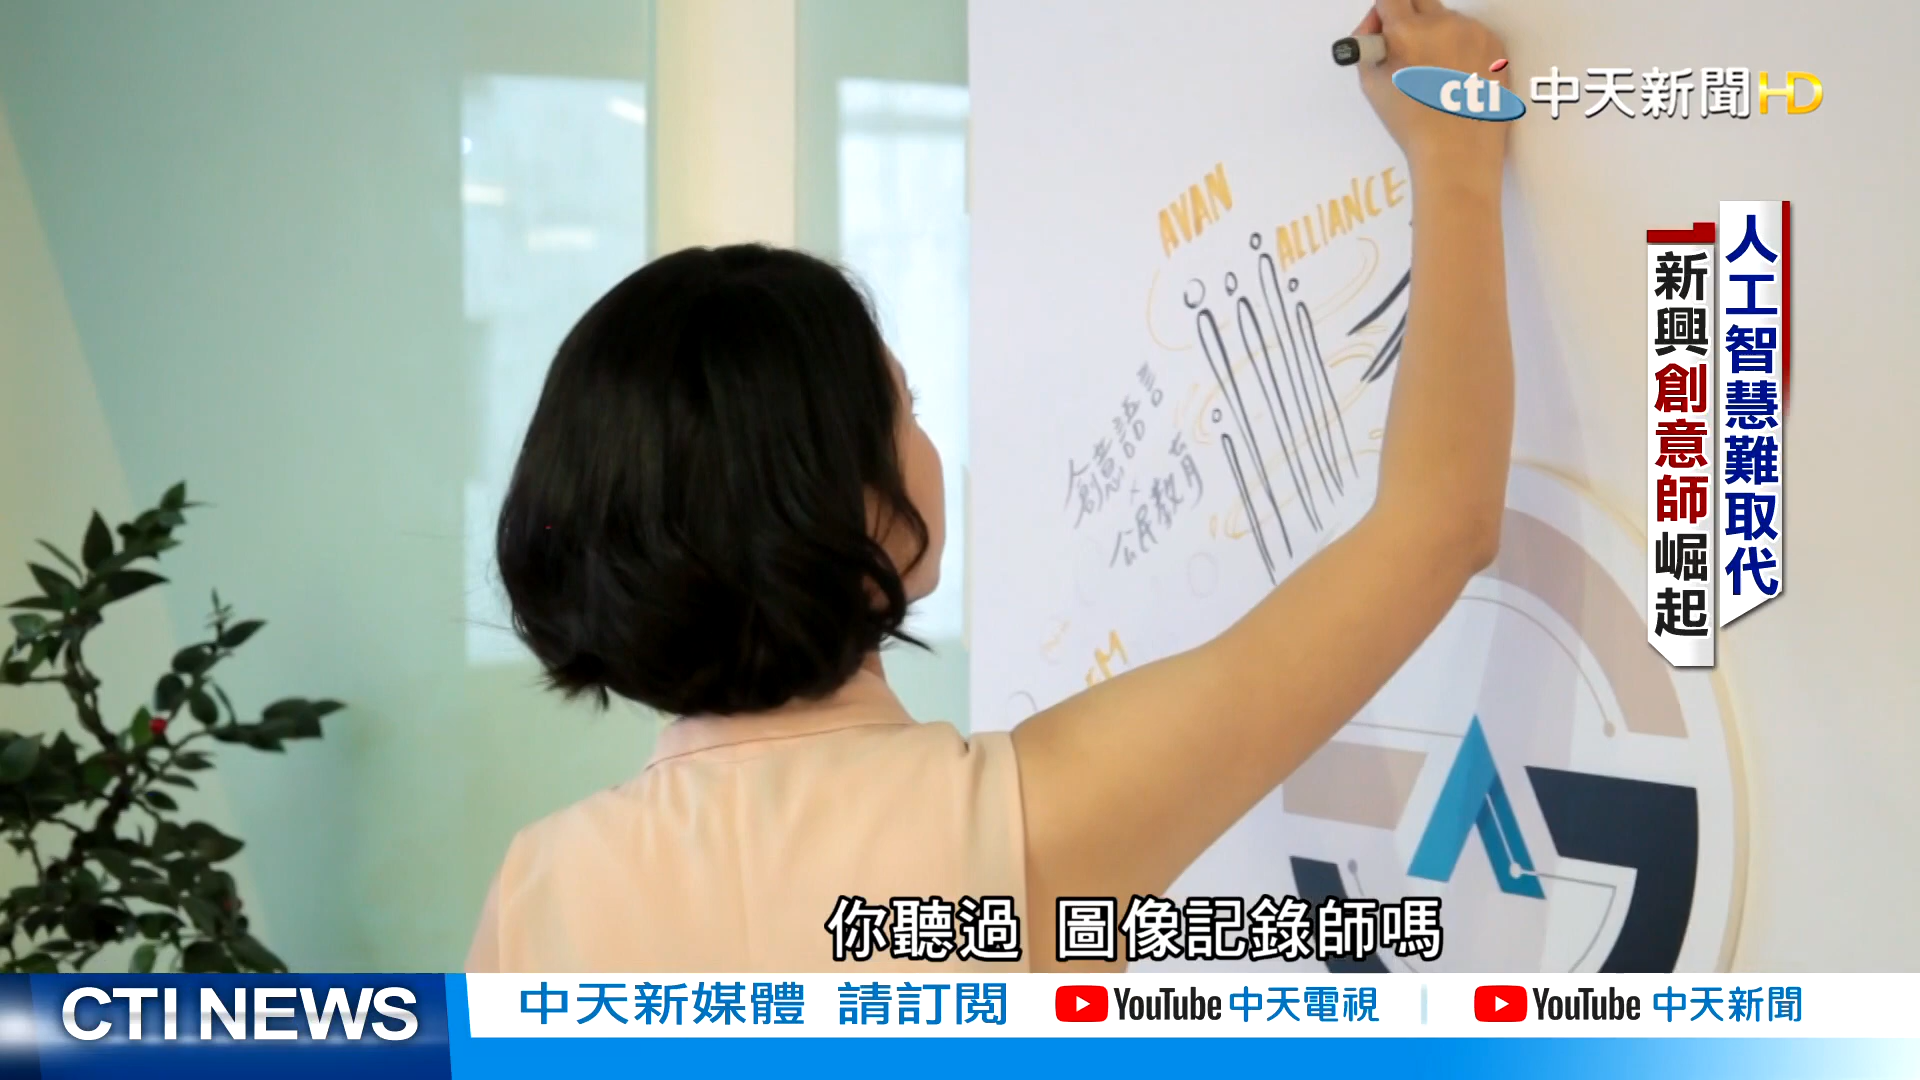 cti 中天新聞HD
人工智慧難取代
新興創意師崛起
AVAN
ALLIANCE
創意語言
×
公民教育
你聽過 圖像記錄師嗎
CTI NEWS
中天新媒體 請訂閱 YouTube 中天電視 | YouTube 中天新聞